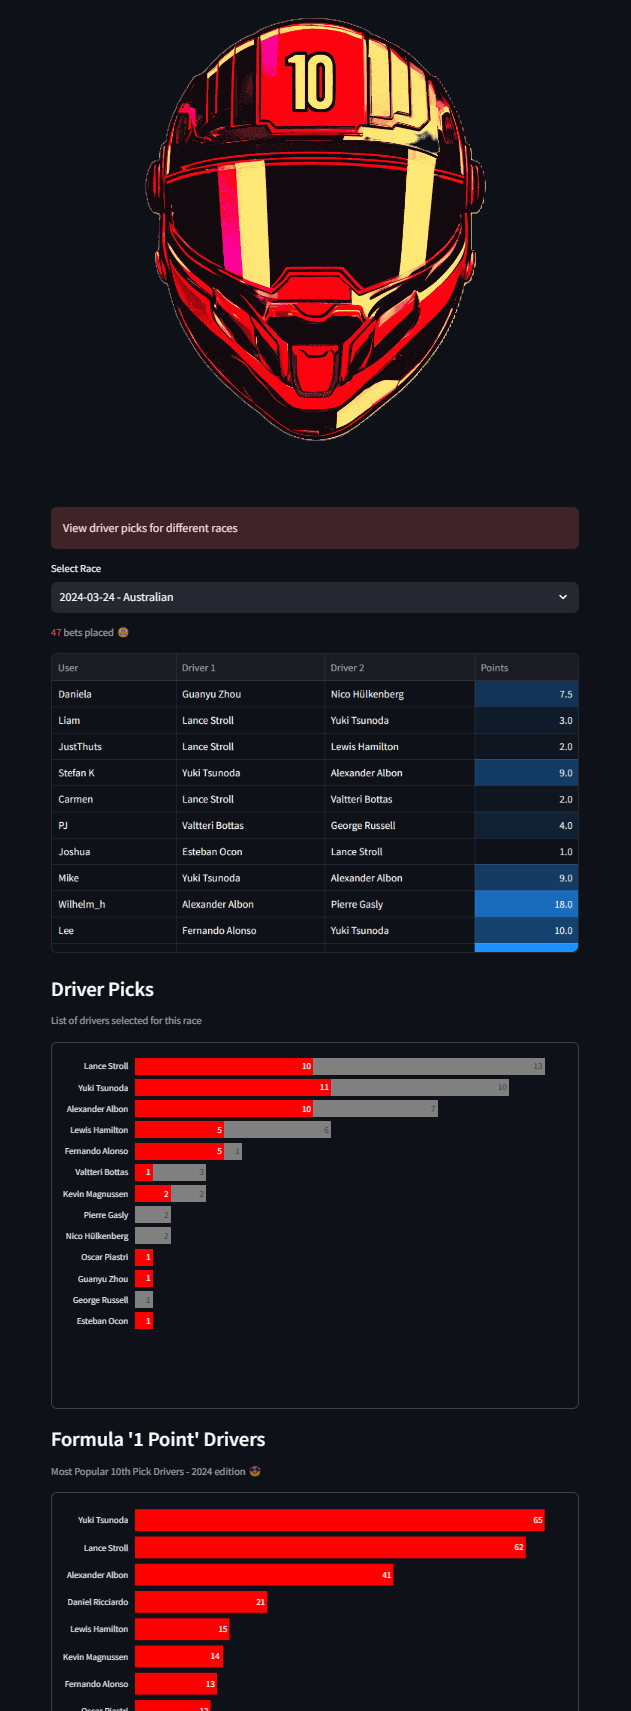 10
View driver picks for different races
Select Race
2024-03-24 - Australian
47 bets placed
User Driver 1 Driver 2 Points
Daniela Guanyu Zhou Nico Hülkenberg 7.5
Liam Lance Stroll Yuki Tsunoda 3.0
JustThuts Lance Stroll Lewis Hamilton 2.0
Stefan K Yuki Tsunoda Alexander Albon 9.0
Carmen Lance Stroll Valtteri Bottas 2.0
PJ Valtteri Bottas George Russell 4.0
Joshua Esteban Ocon Lance Stroll 1.0
Mike Yuki Tsunoda Alexander Albon 9.0
Wilhelm_h Alexander Albon Pierre Gasly 18.0
Lee Fernando Alonso Yuki Tsunoda 10.0
Driver Picks
List of drivers selected for this race
Lance Stroll 10 13
Yuki Tsunoda 11 10
Alexander Albon 10 7
Lewis Hamilton 5 6
Fernando Alonso 5 1
Valtteri Bottas 1 3
Kevin Magnussen 2 2
Pierre Gasly 2
Nico Hülkenberg 2
Oscar Piastri 1
Guanyu Zhou 1
George Russell 1
Esteban Ocon 1
Formula '1 Point' Drivers
Most Popular 10th Pick Drivers - 2024 edition
Yuki Tsunoda 65
Lance Stroll 62
Alexander Albon 41
Daniel Ricciardo 21
Lewis Hamilton 15
Kevin Magnussen 14
Fernando Alonso 13
Oscar Piastri 12